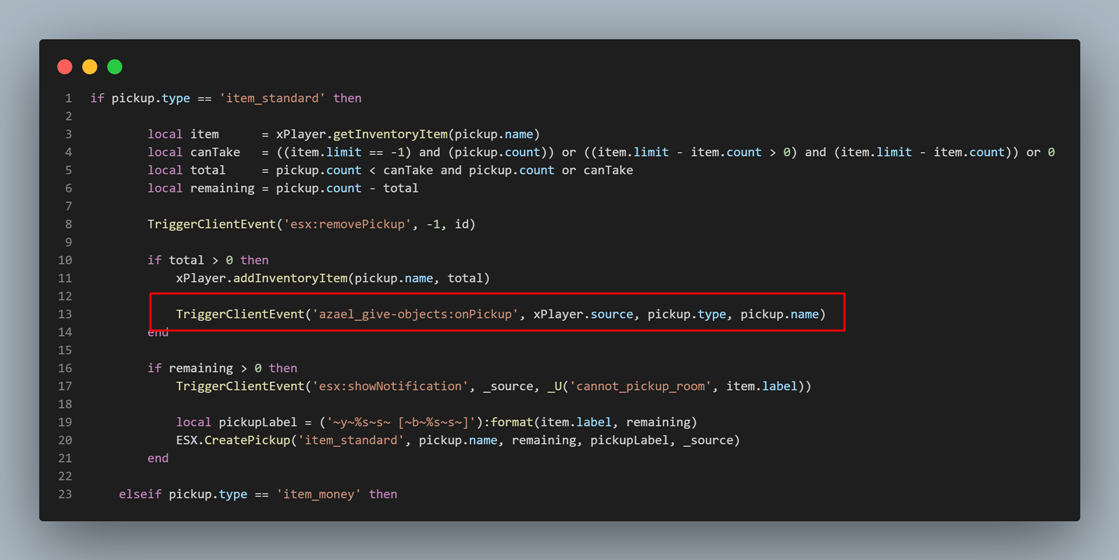 1 if pickup.type == 'item_standard' then
2
3 local item = xPlayer.getInventoryItem(pickup.name)
4 local canTake = ((item.limit == -1) and (pickup.count)) or ((item.limit - item.count > 0) and (item.limit - item.count)) or 0
5 local total = pickup.count < canTake and pickup.count or canTake
6 local remaining = pickup.count - total
7
8 TriggerClientEvent('esx:removePickup', -1, id)
9
10 if total > 0 then
11 xPlayer.addInventoryItem(pickup.name, total)
12
13 TriggerClientEvent('azael_give-objects:onPickup', xPlayer.source, pickup.type, pickup.name)
14 end
15
16 if remaining > 0 then
17 TriggerClientEvent('esx:showNotification', _source, _U('cannot_pickup_room', item.label))
18
19 local pickupLabel = ('~y~%s~s~ [~b~%s~s~]'):format(item.label, remaining)
20 ESX.CreatePickup('item_standard', pickup.name, remaining, pickupLabel, _source)
21 end
22
23 elseif pickup.type == 'item_money' then